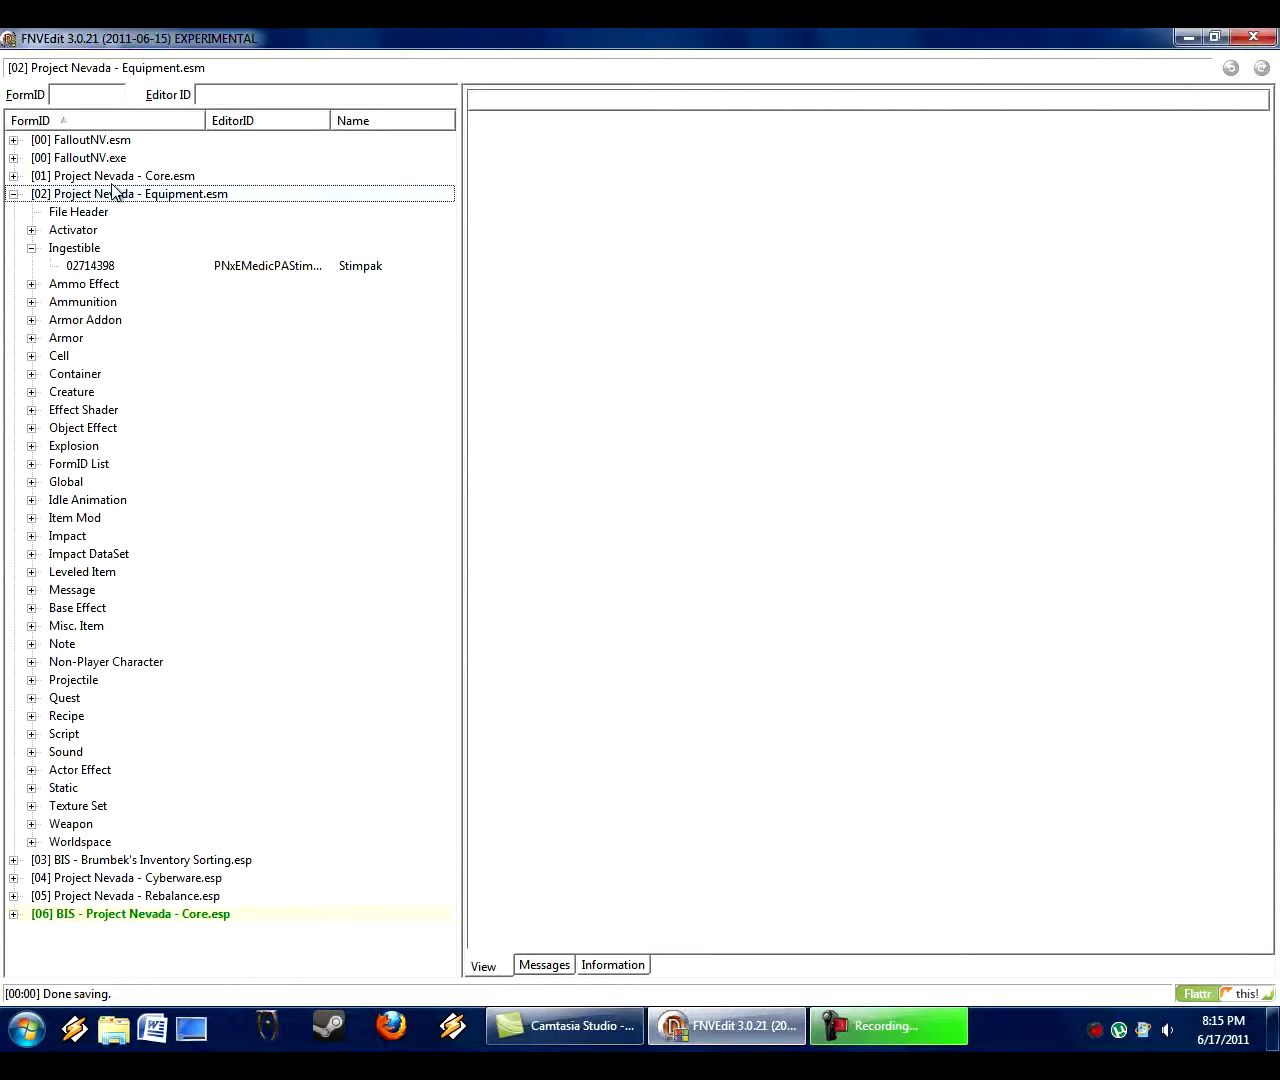 FNVEdit 3.0.21 (2011-06-15) EXPERIMENTAL
[02] Project Nevada - Equipment.esm
FormID Editor ID
FormID EditorID Name
[00] FalloutNV.esm
[00] FalloutNV.exe
[01] Project Nevada - Core.esm
[02] Project Nevada - Equipment.esm
File Header
Activator
Ingestible
02714398 PNxEMedicPAStim... Stimpak
Ammo Effect
Ammunition
Armor Addon
Armor
Cell
Container
Creature
Effect Shader
Object Effect
Explosion
FormID List
Global
Idle Animation
Item Mod
Impact
Impact DataSet
Leveled Item
Message
Base Effect
Misc. Item
Note
Non-Player Character
Projectile
Quest
Recipe
Script
Sound
Actor Effect
Static
Texture Set
Weapon
Worldspace
[03] BIS - Brumbek's Inventory Sorting.esp
[04] Project Nevada - Cyberware.esp
[05] Project Nevada - Rebalance.esp
[06] BIS - Project Nevada - Core.esp
View Messages Information
[00:00] Done saving.
Flattr this!
Camtasia Studio -... FNVEdit 3.0.21 (20... Recording...
8:15 PM
6/17/2011